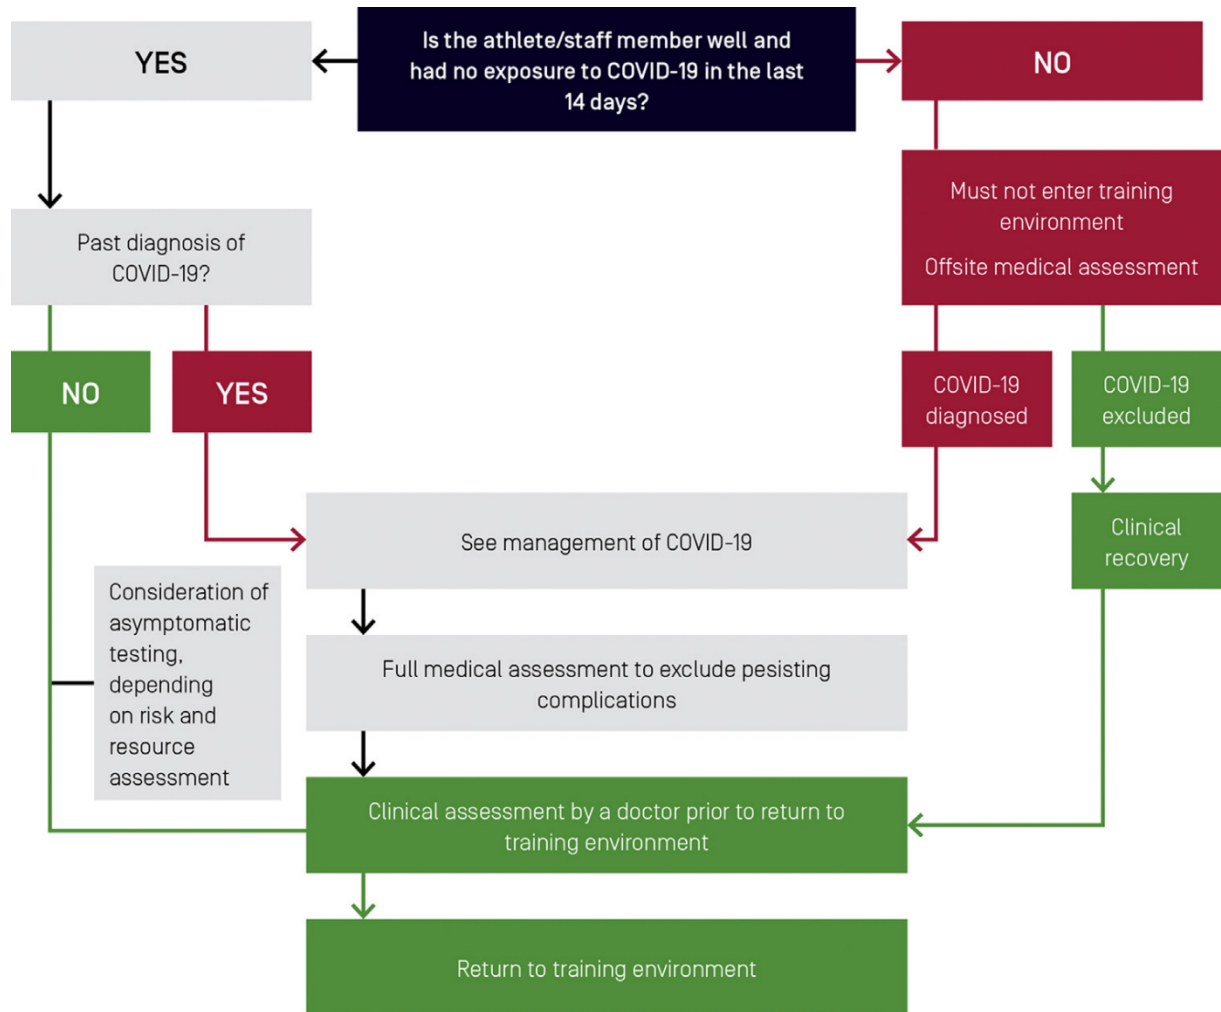 Is the athlete/staff member well and
had no exposure to COVID-19 in the last
14 days?
YES
NO
Must not enter training
environment
Offsite medical assessment
Past diagnosis of
COVID-19?
NO
YES
COVID-19
diagnosed
COVID-19
excluded
See management of COVID-19
Clinical
recovery
Consideration of
asymptomatic
testing,
depending
on risk and
resource
assessment
Full medical assessment to exclude pesisting
complications
Clinical assessment by a doctor prior to return to
training environment
Return to training environment